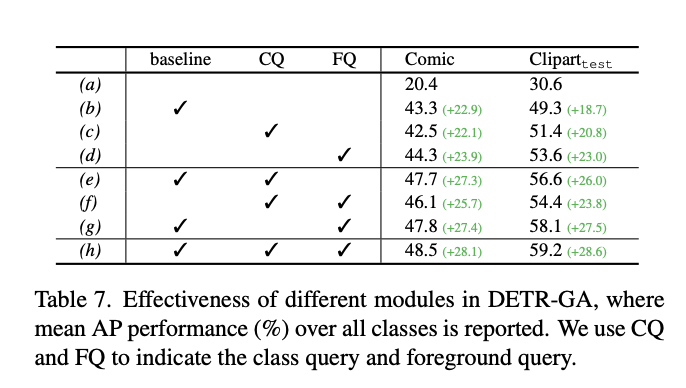 baseline CQ FQ Comic Clipart_test
(a) 20.4 30.6
(b) ✓ 43.3 (+22.9) 49.3 (+18.7)
(c) ✓ 42.5 (+22.1) 51.4 (+20.8)
(d) ✓ 44.3 (+23.9) 53.6 (+23.0)
(e) ✓ ✓ 47.7 (+27.3) 56.6 (+26.0)
(f) ✓ ✓ 46.1 (+25.7) 54.4 (+23.8)
(g) ✓ ✓ 47.8 (+27.4) 58.1 (+27.5)
(h) ✓ ✓ ✓ 48.5 (+28.1) 59.2 (+28.6)
Table 7. Effectiveness of different modules in DETR-GA, where
mean AP performance (%) over all classes is reported. We use CQ
and FQ to indicate the class query and foreground query.